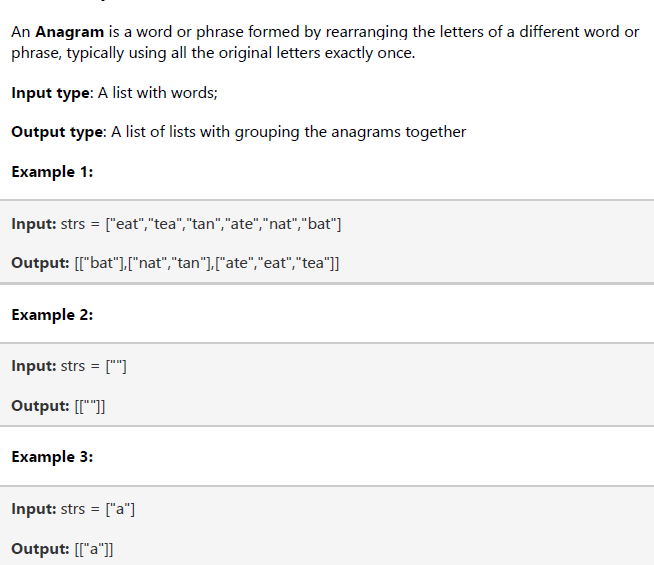 An Anagram is a word or phrase formed by rearranging the letters of a different word or
phrase, typically using all the original letters exactly once.
Input type: A list with words;
Output type: A list of lists with grouping the anagrams together
Example 1:
Input: strs = ["eat","tea","tan","ate","nat","bat"]
Output: [["bat"],["nat","tan"],["ate","eat","tea"]]
Example 2:
Input: strs = [""]
Output: [[""]]
Example 3:
Input: strs = ["a"]
Output: [["a"]]